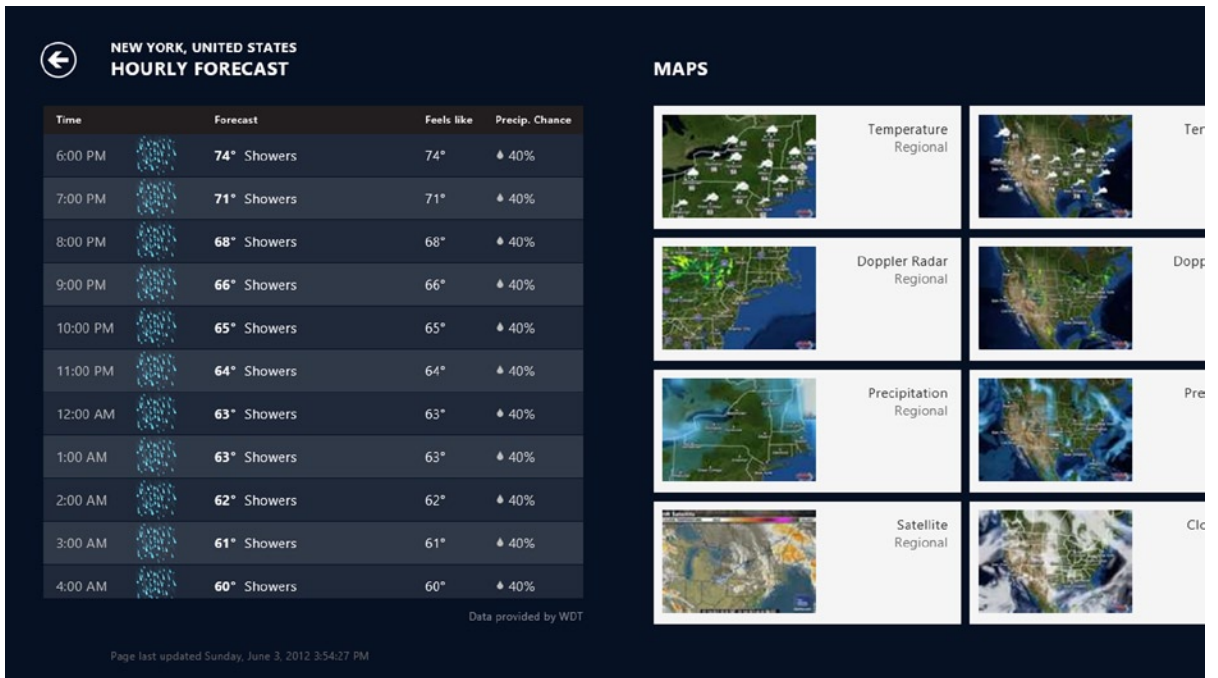 NEW YORK, UNITED STATES
HOURLY FORECAST
Time Forecast Feels like Precip. Chance
6:00 PM 74° Showers 74° 40%
7:00 PM 71° Showers 71° 40%
8:00 PM 68° Showers 68° 40%
9:00 PM 66° Showers 66° 40%
10:00 PM 65° Showers 65° 40%
11:00 PM 64° Showers 64° 40%
12:00 AM 63° Showers 63° 40%
1:00 AM 63° Showers 63° 40%
2:00 AM 62° Showers 62° 40%
3:00 AM 61° Showers 61° 40%
4:00 AM 60° Showers 60° 40%
Data provided by WDT
Page last updated Sunday, June 3, 2012 3:54:27 PM
MAPS
Temperature
Regional
Ter
Doppler Radar
Regional
Dopp
Precipitation
Regional
Pre
Satellite
Regional
Clo